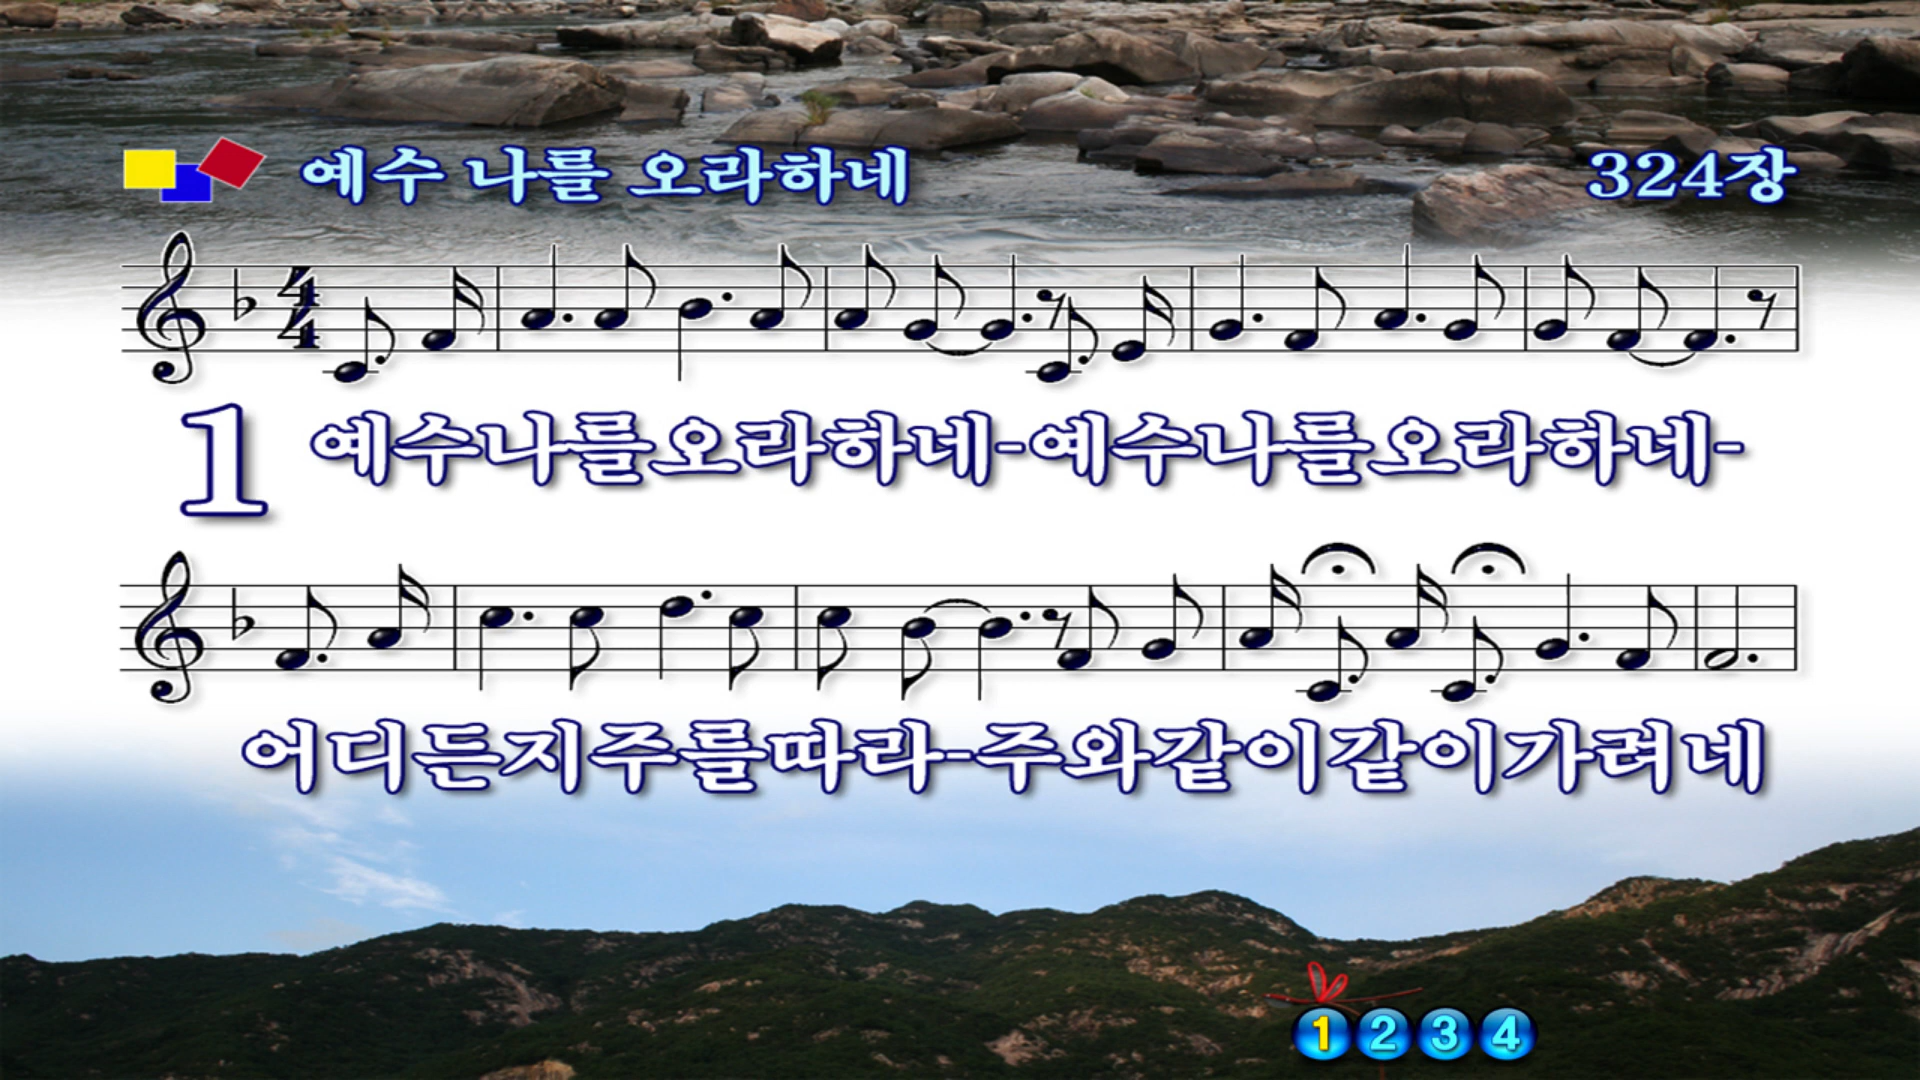 예수 나를 오라하네 324장
4
4
1 예수나를오라하네-예수나를오라하네-
어디든지주를따라-주와같이같이가려네
1 2 3 4